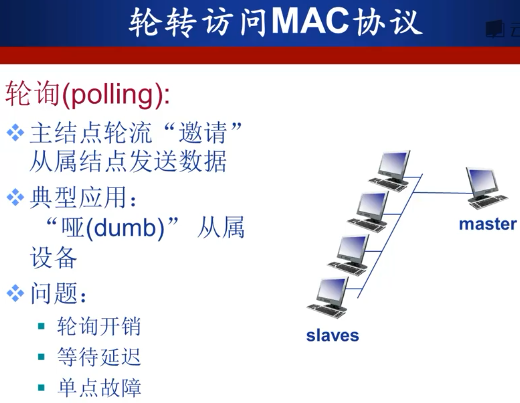 轮转访问MAC协议
轮询(polling):
主结点轮流“邀请”
从属结点发送数据
典型应用:
“哑(dumb)” 从属
设备
问题:
轮询开销
等待延迟
单点故障
master
slaves